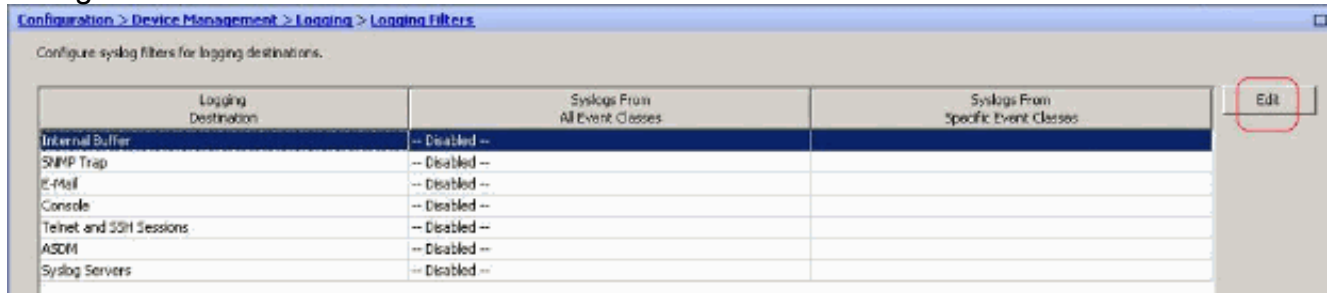 Configuration > Device Management > Logging > Logging Filters
Configure syslog filters for logging destinations.
Logging Destination Syslogs From All Event Classes Syslogs From Specific Event Classes Edit
Internal Buffer -- Disabled --
SNMP Trap -- Disabled --
E-Mail -- Disabled --
Console -- Disabled --
Telnet and SSH Sessions -- Disabled --
ASDM -- Disabled --
Syslog Servers -- Disabled --